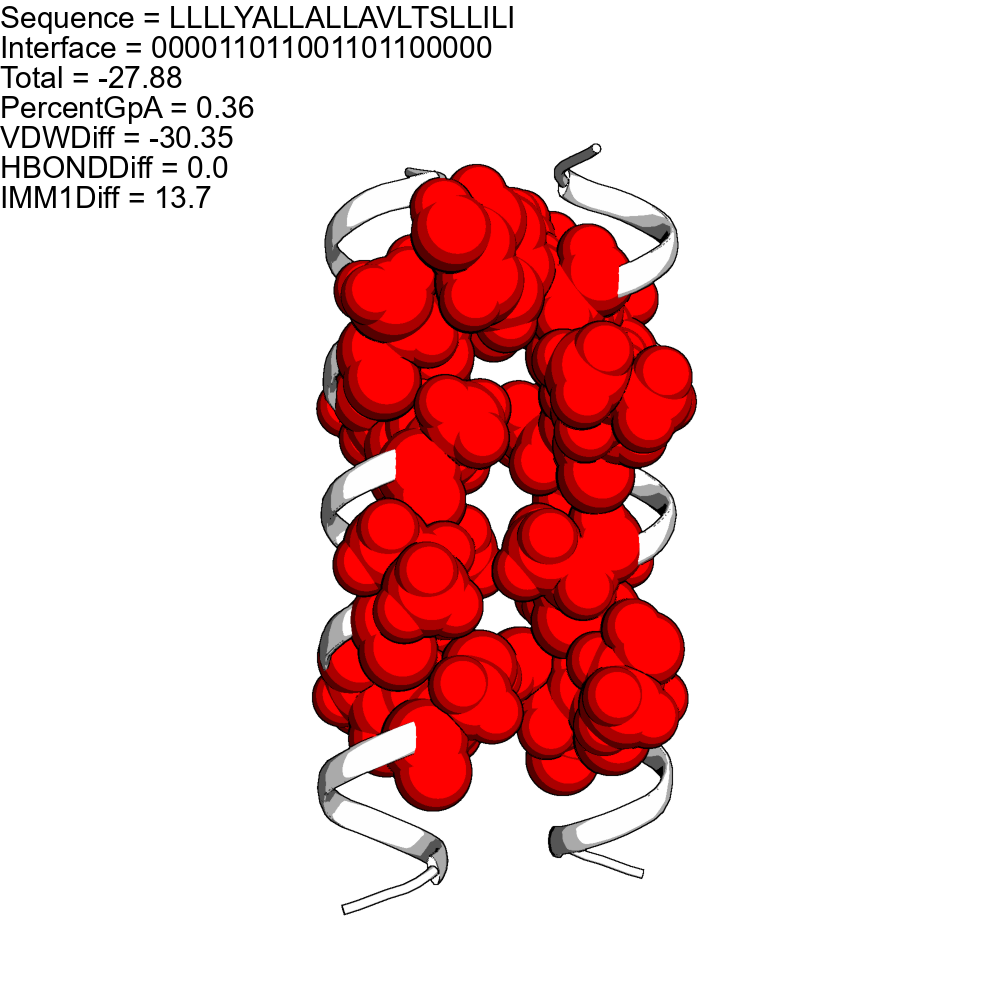 Sequence = LLLLYALLALLAVLTSLLILI
Interface = 000011011001101100000
Total = -27.88
PercentGpA = 0.36
VDWDiff = -30.35
HBONDDiff = 0.0
IMM1Diff = 13.7